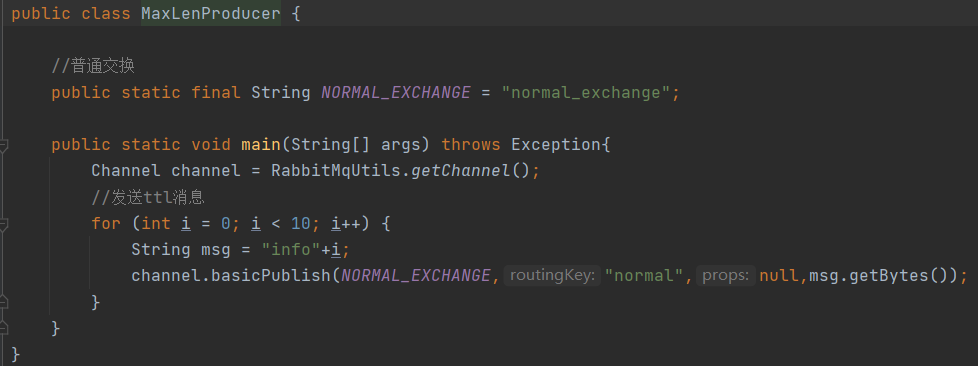 public class MaxLenProducer {
//普通交换
public static final String NORMAL_EXCHANGE = "normal_exchange";
public static void main(String[] args) throws Exception{
Channel channel = RabbitMqUtils.getChannel();
//发送ttl消息
for (int i = 0; i < 10; i++) {
String msg = "info"+i;
channel.basicPublish(NORMAL_EXCHANGE, routingKey: "normal", props: null,msg.getBytes());
}
}
}